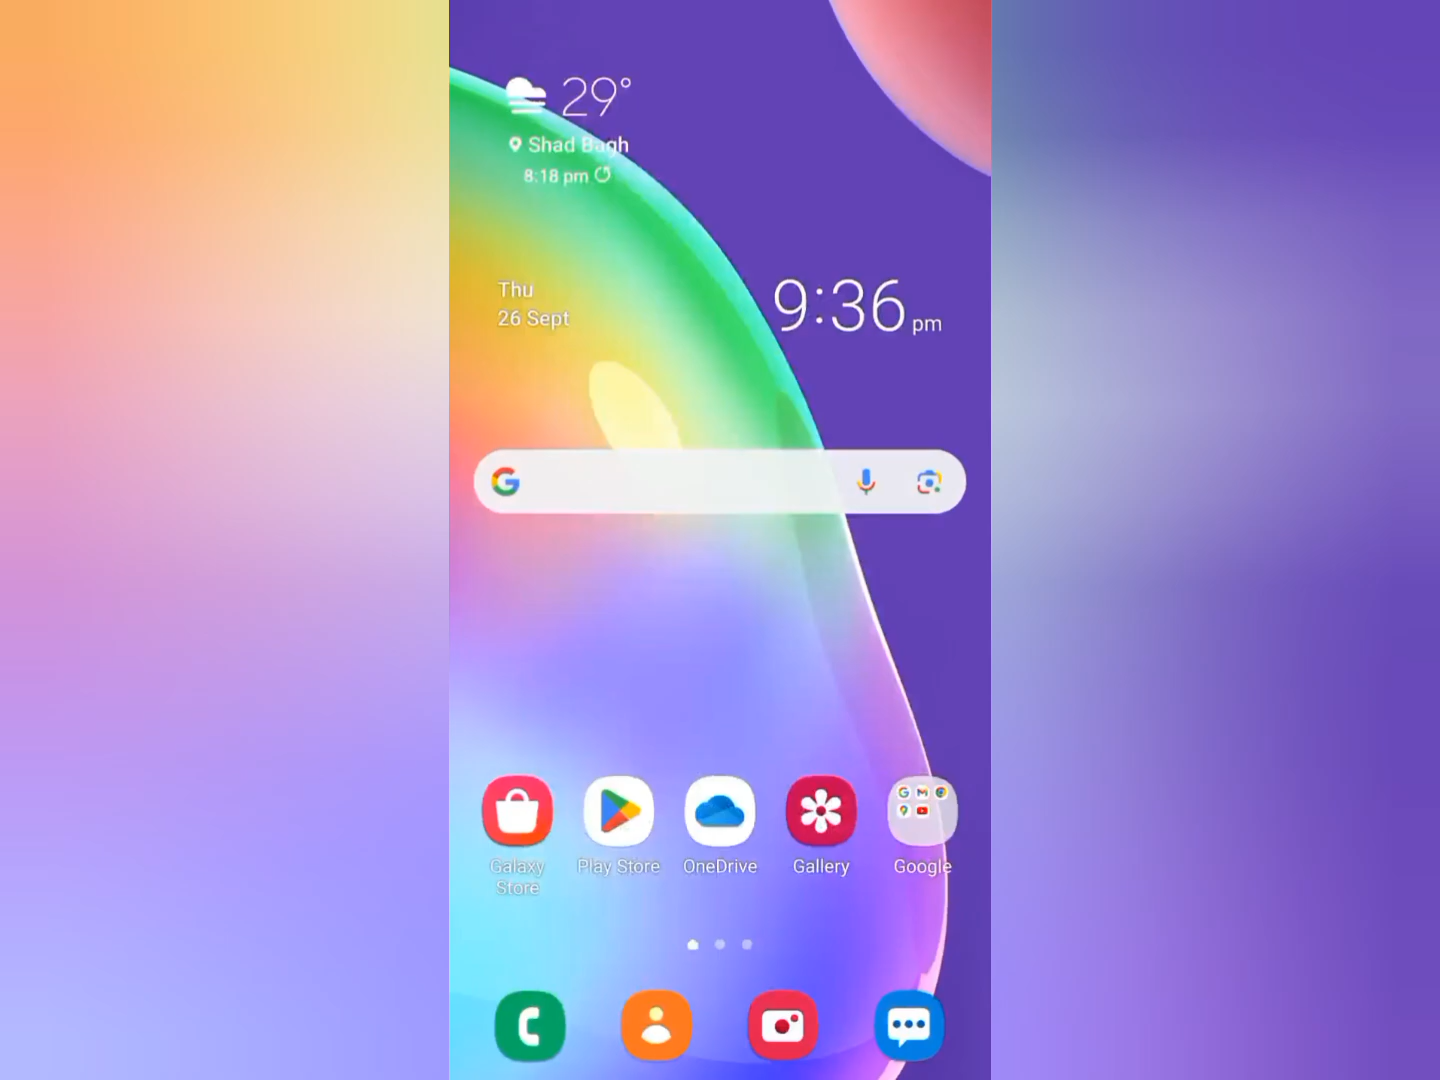 29°
Shad Bagh
8:18 pm
Thu
26 Sept
9:36 pm
Galaxy
Store
Play Store
OneDrive
Gallery
Google